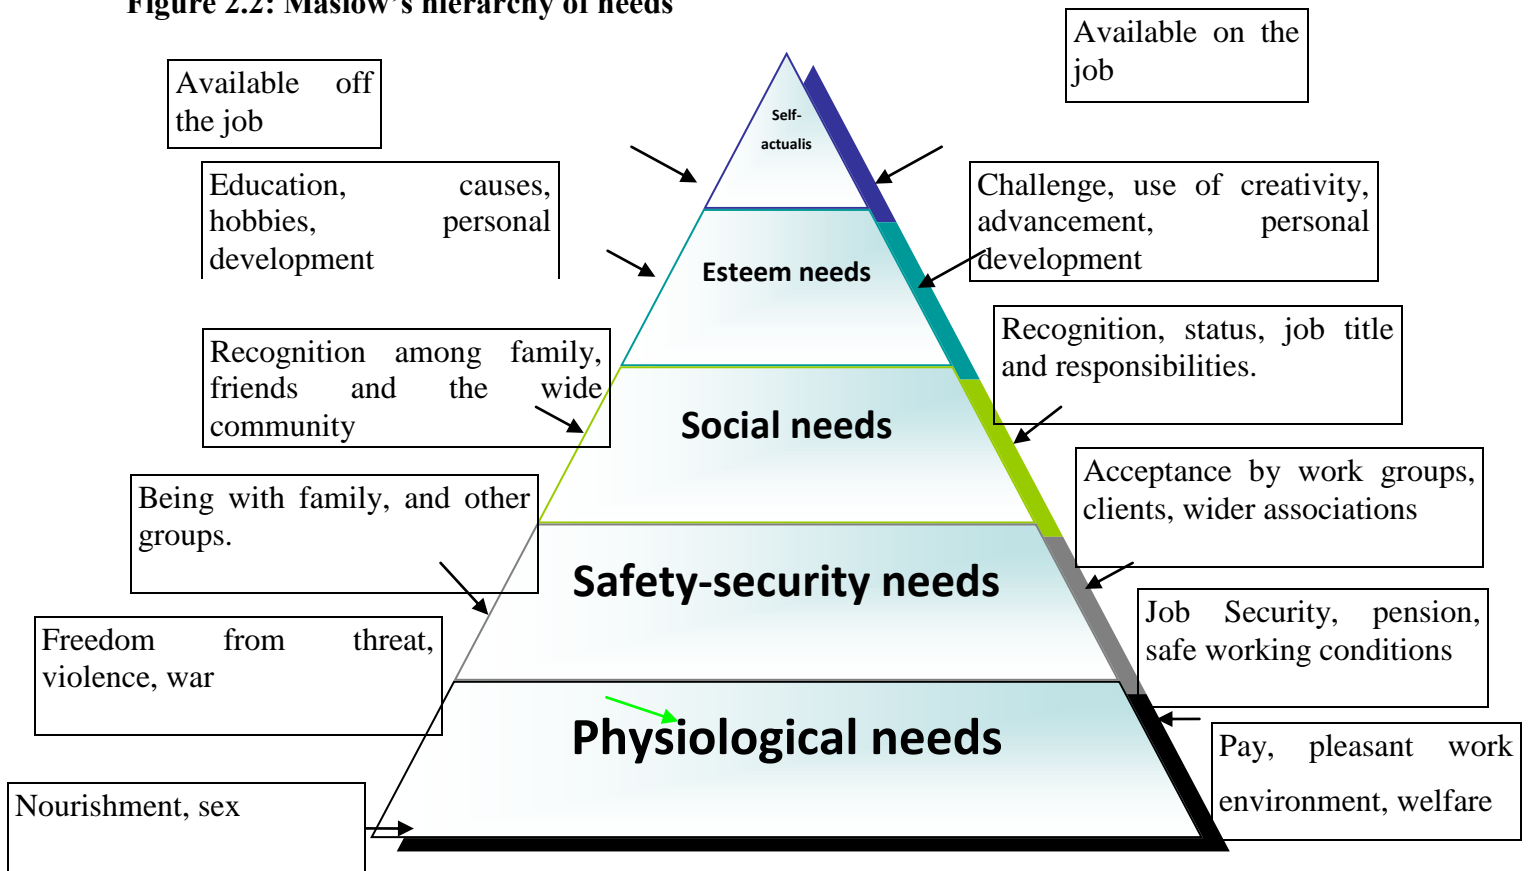 Figure 2.2: Maslow's hierarchy of needs
Available off
the job
Available on the
job
Self-
actualis
Education, causes,
hobbies, personal
development
Challenge, use of creativity,
advancement, personal
development
Esteem needs
Recognition among family,
friends and the wide
community
Recognition, status, job title
and responsibilities.
Social needs
Being with family, and other
groups.
Acceptance by work groups,
clients, wider associations
Safety-security needs
Freedom from threat,
violence, war
Job Security, pension,
safe working conditions
Physiological needs
Nourishment, sex
Pay, pleasant work
environment, welfare